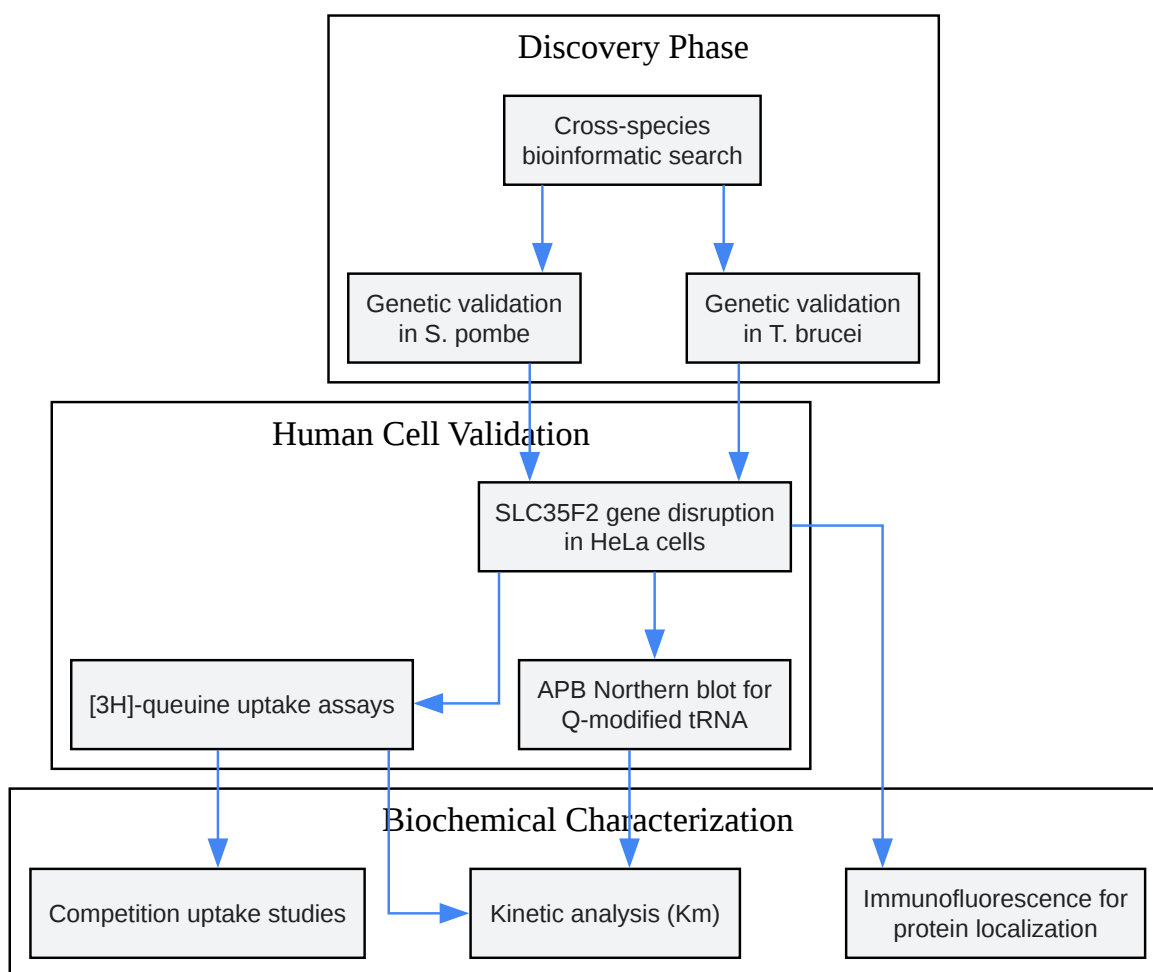 Discovery Phase
Cross-species
bioinformatic search
Genetic validation
in S. pombe
Genetic validation
in T. brucei
Human Cell Validation
SLC35F2 gene disruption
in HeLa cells
[3H]-queuine uptake assays
APB Northern blot for
Q-modified tRNA
Biochemical Characterization
Competition uptake studies
Kinetic analysis (Km)
Immunofluorescence for
protein localization